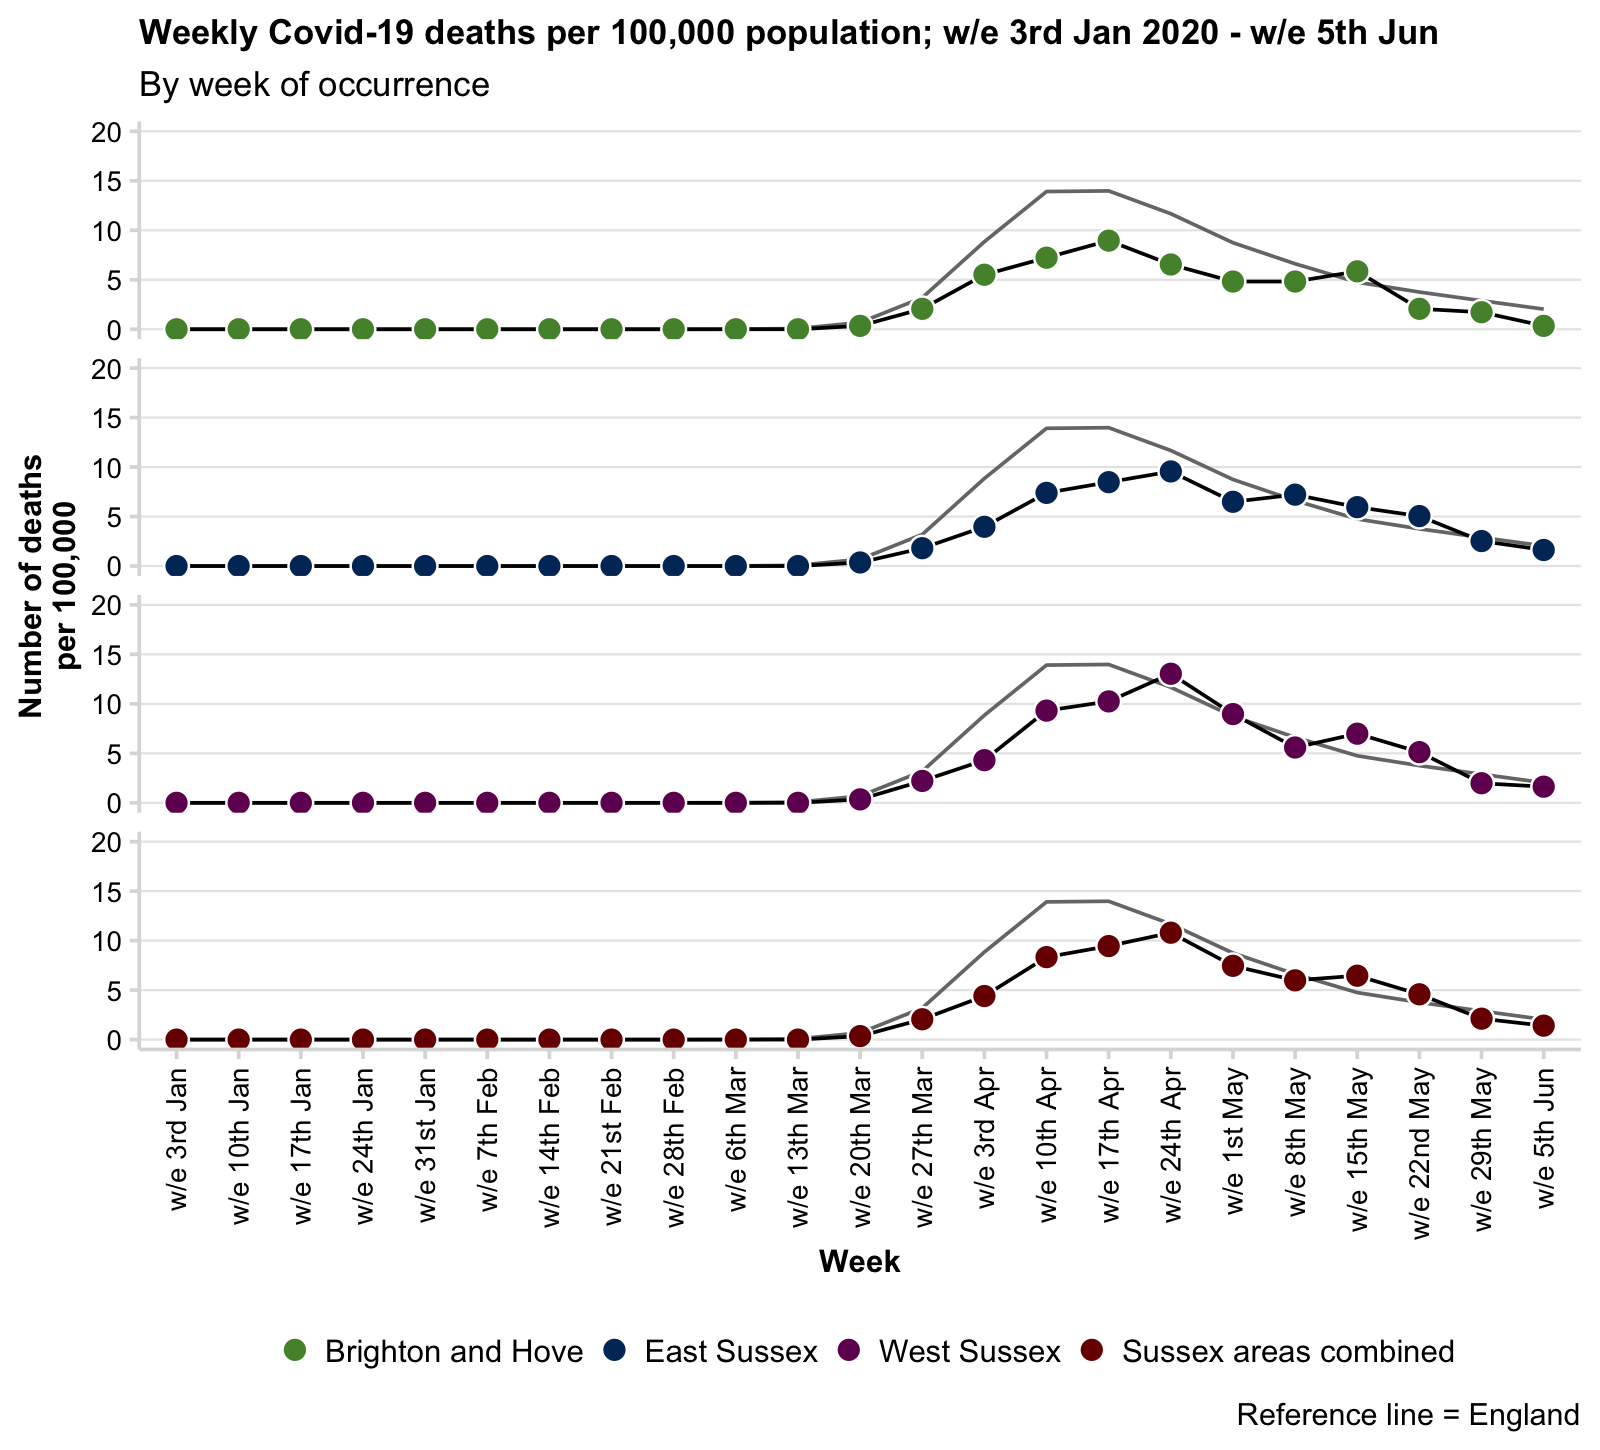 Weekly Covid-19 deaths per 100,000 population; w/e 3rd Jan 2020 - w/e 5th Jun
By week of occurrence
Number of deaths
per 100,000
20
15
10
5
0
20
15
10
5
0
20
15
10
5
0
20
15
10
5
0
w/e 3rd Jan
w/e 10th Jan
w/e 17th Jan
w/e 24th Jan
w/e 31st Jan
w/e 7th Feb
w/e 14th Feb
w/e 21st Feb
w/e 28th Feb
w/e 6th Mar
w/e 13th Mar
w/e 20th Mar
w/e 27th Mar
w/e 3rd Apr
w/e 10th Apr
w/e 17th Apr
w/e 24th Apr
w/e 1st May
w/e 8th May
w/e 15th May
w/e 22nd May
w/e 29th May
w/e 5th Jun
Week
Brighton and Hove East Sussex West Sussex Sussex areas combined
Reference line = England